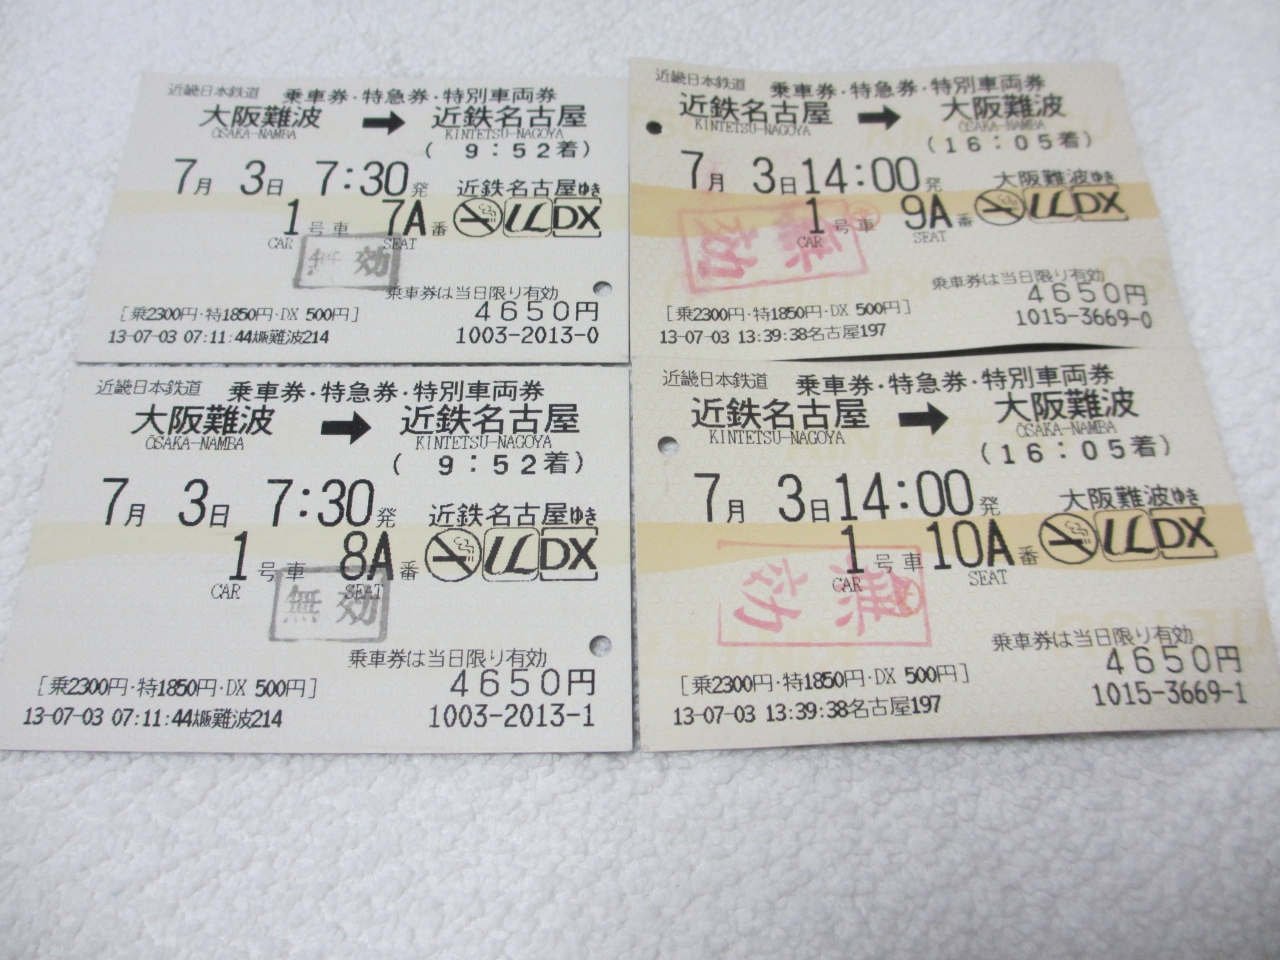 近畿日本鉄道 乗車券・特急券・特別車両券
大阪難波 → 近鉄名古屋
OSAKA-NAMBA KINTETSU-NAGOYA
( 9:52着)
7月 3日 7:30発 近鉄名古屋ゆき
1号車 7A番 DX
CAR SEAT
無効
乗車券は当日限り有効
4650円
[乗2300円・特1850円・DX 500円]
13-07-03 07:11:44 難波214 1003-2013-0
近畿日本鉄道 乗車券・特急券・特別車両券
近鉄名古屋 → 大阪難波
KINTETSU-NAGOYA OSAKA-NAMBA
(16:05着)
7月 3日14:00発 大阪難波ゆき
1号車 9A番 DX
CAR SEAT
無効
乗車券は当日限り有効
4650円
[乗2300円・特1850円・DX 500円]
13-07-03 13:39:38名古屋197 1015-3669-0
近畿日本鉄道 乗車券・特急券・特別車両券
大阪難波 → 近鉄名古屋
OSAKA-NAMBA KINTETSU-NAGOYA
( 9:52着)
7月 3日 7:30発 近鉄名古屋ゆき
1号車 8A番 DX
CAR SEAT
無効
乗車券は当日限り有効
4650円
[乗2300円・特1850円・DX 500円]
13-07-03 07:11:44 難波214 1003-2013-1
近畿日本鉄道 乗車券・特急券・特別車両券
近鉄名古屋 → 大阪難波
KINTETSU-NAGOYA OSAKA-NAMBA
(16:05着)
7月 3日14:00発 大阪難波ゆき
1号車 10A番 DX
CAR SEAT
無効
乗車券は当日限り有効
4650円
[乗2300円・特1850円・DX 500円]
13-07-03 13:39:38名古屋197 1015-3669-1